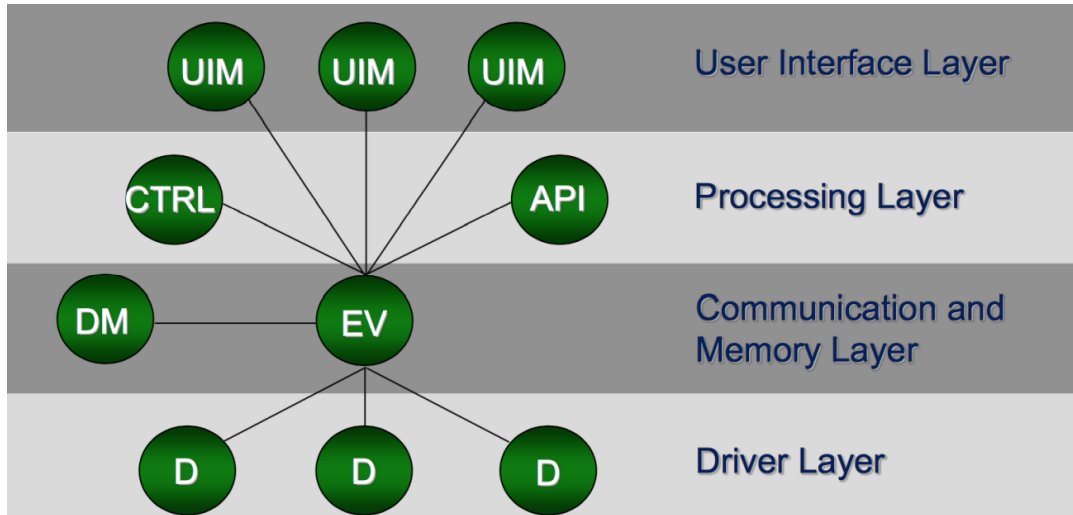 UIM UIM UIM User Interface Layer
CTRL API Processing Layer
DM EV Communication and
Memory Layer
D D D Driver Layer